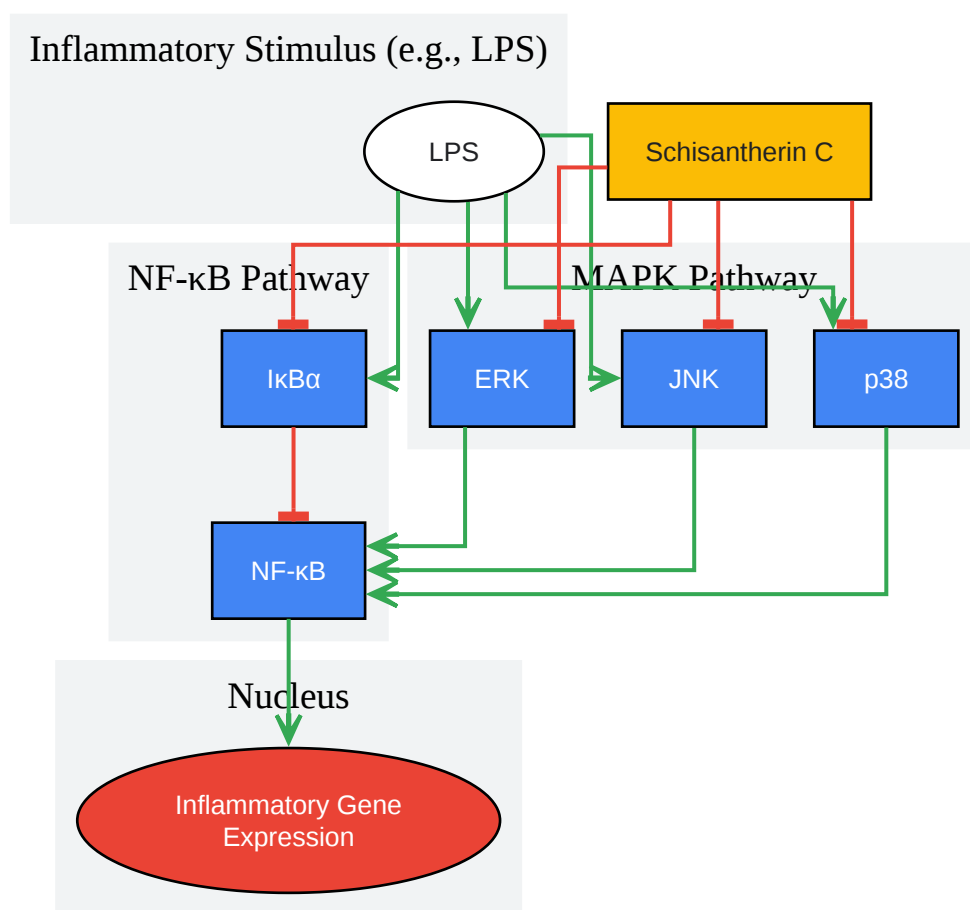 Inflammatory Stimulus (e.g., LPS)
LPS
Schisantherin C
NF-κB Pathway
MAPK Pathway
IκBα
ERK
JNK
p38
NF-κB
Nucleus
Inflammatory Gene
Expression